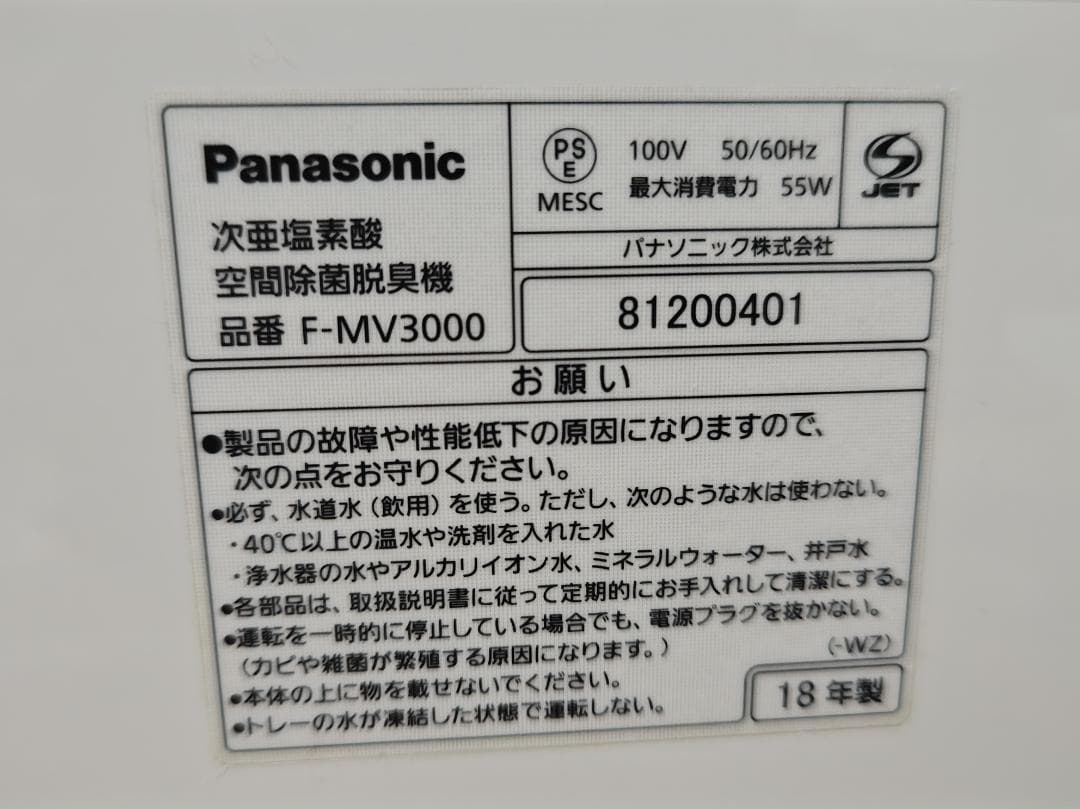 Panasonic
次亜塩素酸
空間除菌脱臭機
品番 F-MV3000
PS
E
MESC
100V 50/60Hz
最大消費電力 55W
S
JET
パナソニック株式会社
81200401
お願い
●製品の故障や性能低下の原因になりますので、
次の点をお守りください。
●必ず、水道水（飲用）を使う。ただし、次のような水は使わない。
・40℃以上の温水や洗剤を入れた水
・浄水器の水やアルカリイオン水、ミネラルウォーター、井戸水
●各部品は、取扱説明書に従って定期的にお手入れして清潔にする。
●運転を一時的に停止している場合でも、電源プラグを抜かない。
（カビや雑菌が繁殖する原因になります。）
(-WZ)
●本体の上に物を載せないでください。
●トレーの水が凍結した状態で運転しない。
18年製